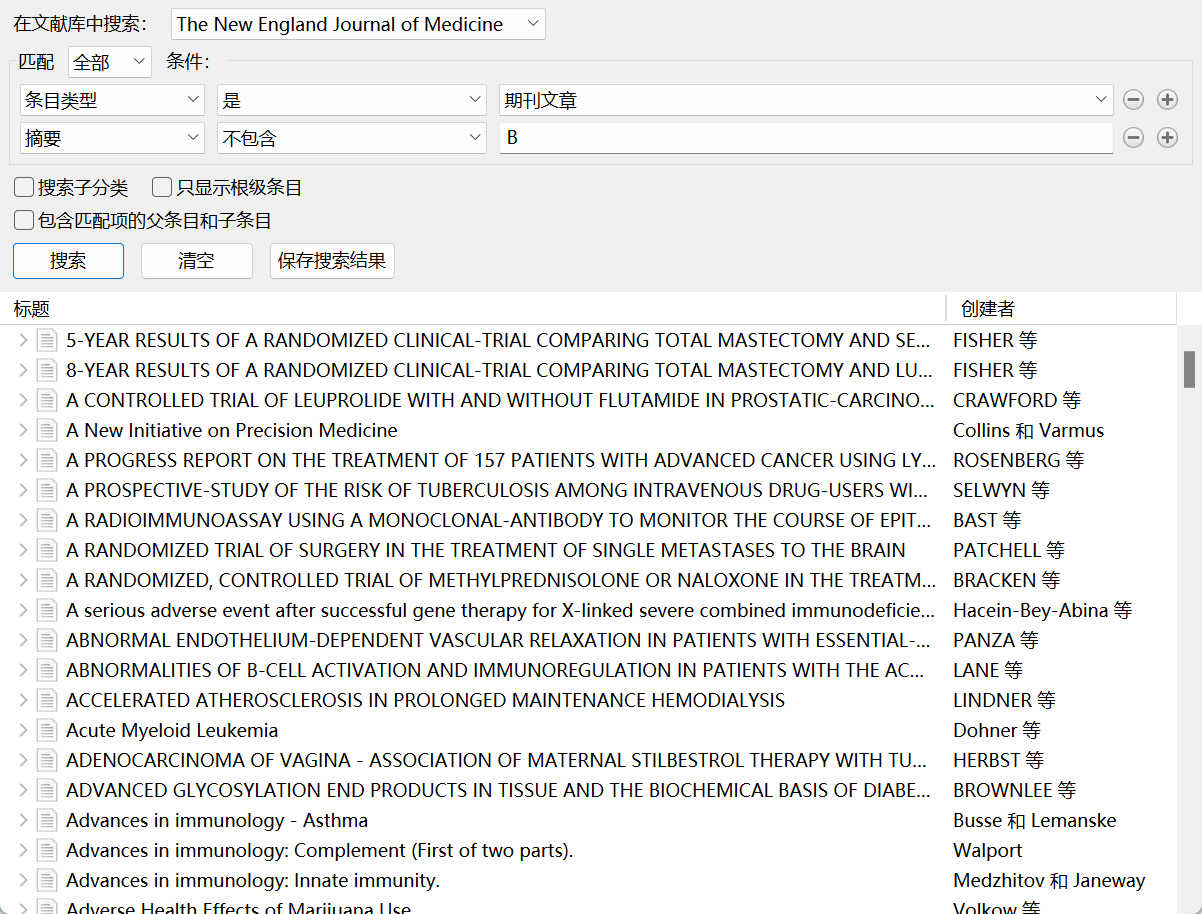 在文献库中搜索： The New England Journal of Medicine
匹配 全部 条件：
条目类型 是 期刊文章
摘要 不包含 B
搜索子分类 只显示根级条目
包含匹配项的父条目和子条目
搜索 清空 保存搜索结果
标题 创建者
5-YEAR RESULTS OF A RANDOMIZED CLINICAL-TRIAL COMPARING TOTAL MASTECTOMY AND SE... FISHER 等
8-YEAR RESULTS OF A RANDOMIZED CLINICAL-TRIAL COMPARING TOTAL MASTECTOMY AND LU... FISHER 等
A CONTROLLED TRIAL OF LEUPROLIDE WITH AND WITHOUT FLUTAMIDE IN PROSTATIC-CARCINO... CRAWFORD 等
A New Initiative on Precision Medicine Collins 和 Varmus
A PROGRESS REPORT ON THE TREATMENT OF 157 PATIENTS WITH ADVANCED CANCER USING LY... ROSENBERG 等
A PROSPECTIVE-STUDY OF THE RISK OF TUBERCULOSIS AMONG INTRAVENOUS DRUG-USERS WI... SELWYN 等
A RADIOIMMUNOASSAY USING A MONOCLONAL-ANTIBODY TO MONITOR THE COURSE OF EPIT... BAST 等
A RANDOMIZED TRIAL OF SURGERY IN THE TREATMENT OF SINGLE METASTASES TO THE BRAIN PATCHELL 等
A RANDOMIZED, CONTROLLED TRIAL OF METHYLPREDNISOLONE OR NALOXONE IN THE TREATM... BRACKEN 等
A serious adverse event after successful gene therapy for X-linked severe combined immunodeficie... Hacein-Bey-Abina 等
ABNORMAL ENDOTHELIUM-DEPENDENT VASCULAR RELAXATION IN PATIENTS WITH ESSENTIAL-... PANZA 等
ABNORMALITIES OF B-CELL ACTIVATION AND IMMUNOREGULATION IN PATIENTS WITH THE AC... LANE 等
ACCELERATED ATHEROSCLEROSIS IN PROLONGED MAINTENANCE HEMODIALYSIS LINDNER 等
Acute Myeloid Leukemia Dohner 等
ADENOCARCINOMA OF VAGINA - ASSOCIATION OF MATERNAL STILBESTROL THERAPY WITH TU... HERBST 等
ADVANCED GLYCOSYLATION END PRODUCTS IN TISSUE AND THE BIOCHEMICAL BASIS OF DIABE... BROWNLEE 等
Advances in immunology - Asthma Busse 和 Lemanske
Advances in immunology: Complement (First of two parts). Walport
Advances in immunology: Innate immunity. Medzhitov 和 Janeway
Adverse Health Effects of Marijuana Use Volkow 等